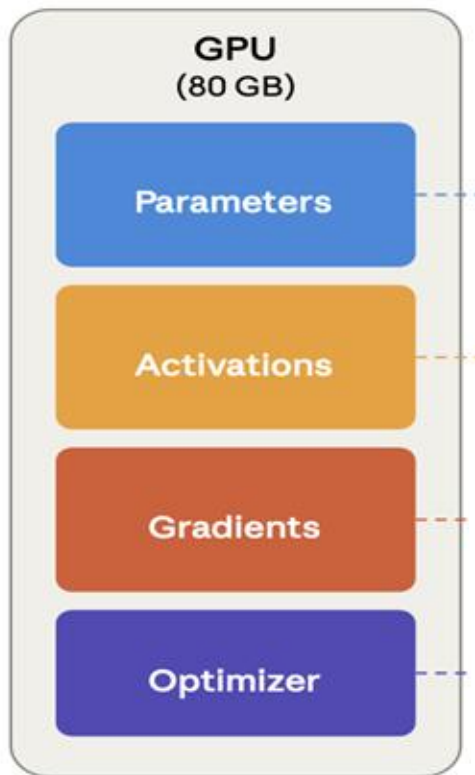 GPU
(80 GB)
Parameters
Activations
Gradients
Optimizer